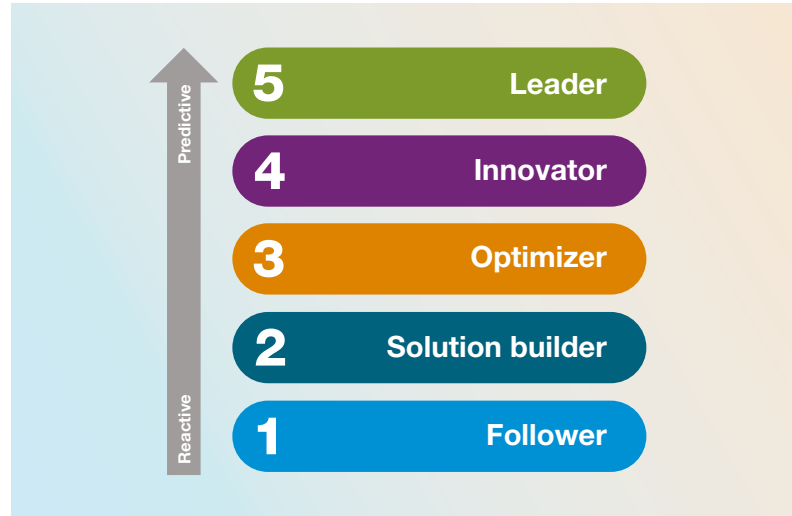 Predictive
Reactive
5 Leader
4 Innovator
3 Optimizer
2 Solution builder
1 Follower